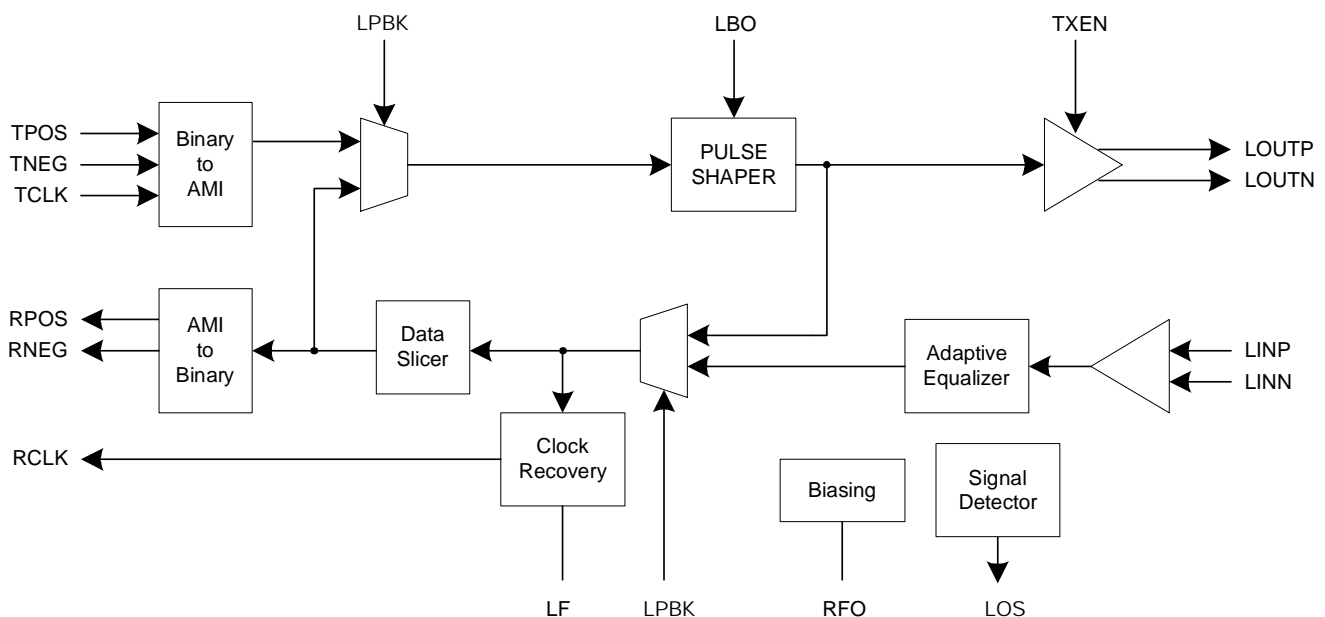 LPBK
LBO
TXEN
TPOS
TNEG
TCLK
Binary
to
AMI
PULSE
SHAPER
LOUTP
LOUTN
RPOS
RNEG
AMI
to
Binary
Data
Slicer
Adaptive
Equalizer
LINP
LINN
RCLK
Clock
Recovery
Biasing
Signal
Detector
LF
LPBK
RFO
LOS